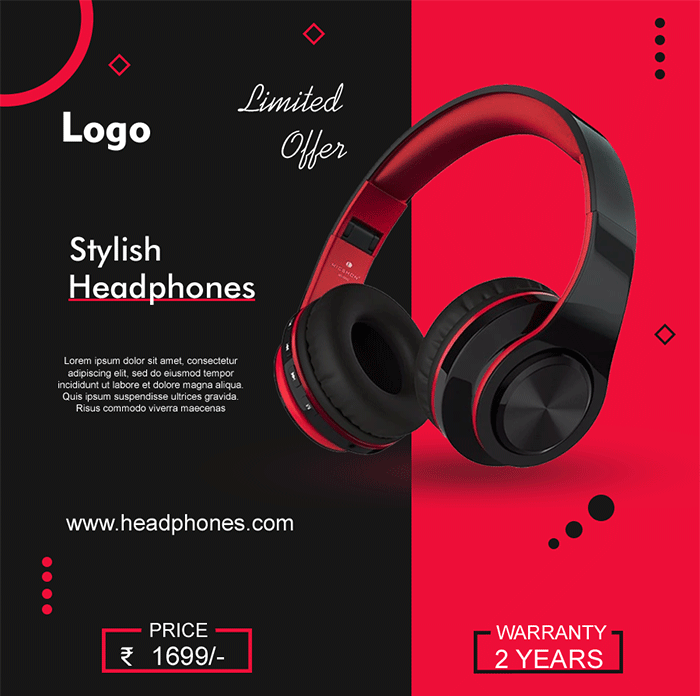 Logo
Limited
Offer
Stylish
Headphones
Lorem ipsum dolor sit amet, consectetur
adipiscing elit, sed do eiusmod tempor
incididunt ut labore et dolore magna aliqua.
Quis ipsum suspendisse ultrices gravida.
Risus commodo viverra maecenas
www.headphones.com
PRICE
₹ 1699/-
WARRANTY
2 YEARS